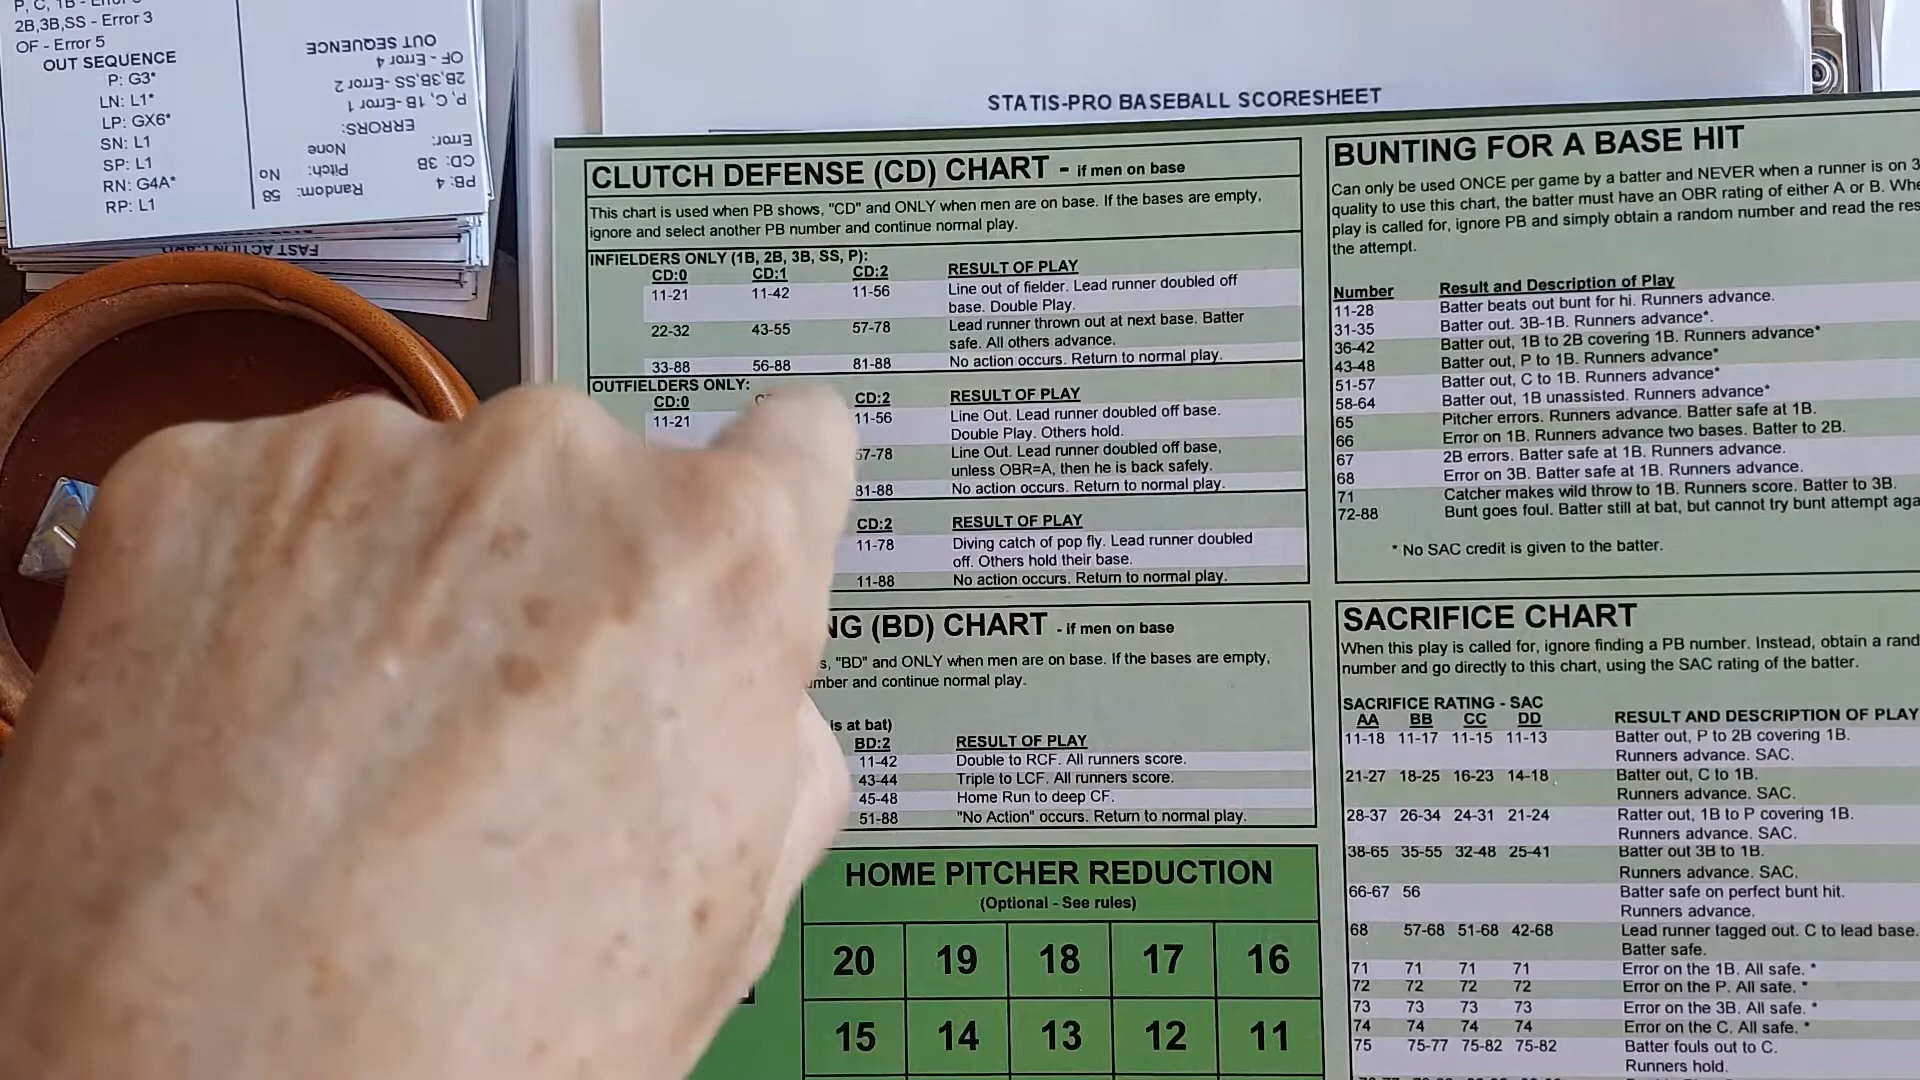 2B,3B,SS - Error 3
OF - Error 5
OUT SEQUENCE
P: G3*
LN: L1*
LP: GX6*
SN: L1
SP: L1
RN: G4A*
RP: L1
PB: 4 Random: 58
CD: 3B Pitch: No
Error: None
ERRORS:
P, C, 1B -Error 1
2B,3B,SS -Error 2
OF - Error 4
OUT SEQUENCE
FAST ACTION CARD
STATIS-PRO BASEBALL SCORESHEET
CLUTCH DEFENSE (CD) CHART - if men on base
This chart is used when PB shows, "CD" and ONLY when men are on base. If the bases are empty,
ignore and select another PB number and continue normal play.
INFIELDERS ONLY (1B, 2B, 3B, SS, P):
CD:0 CD:1 CD:2 RESULT OF PLAY
11-21 11-42 11-56 Line out of fielder. Lead runner doubled off
base. Double Play.
22-32 43-55 57-78 Lead runner thrown out at next base. Batter
safe. All others advance.
33-88 56-88 81-88 No action occurs. Return to normal play.
OUTFIELDERS ONLY:
CD:0 CD:2 RESULT OF PLAY
11-21 11-56 Line Out. Lead runner doubled off base.
Double Play. Others hold.
57-78 Line Out. Lead runner doubled off base,
unless OBR=A, then he is back safely.
81-88 No action occurs. Return to normal play.
CD:2 RESULT OF PLAY
11-78 Diving catch of pop fly. Lead runner doubled
off. Others hold their base.
11-88 No action occurs. Return to normal play.
(BD) CHART - if men on base
"BD" and ONLY when men are on base. If the bases are empty,
and continue normal play.
is at bat)
BD:2 RESULT OF PLAY
11-42 Double to RCF. All runners score.
43-44 Triple to LCF. All runners score.
45-48 Home Run to deep CF.
51-88 "No Action" occurs. Return to normal play.
HOME PITCHER REDUCTION
(Optional - See rules)
20 19 18 17 16
15 14 13 12 11
BUNTING FOR A BASE HIT
Can only be used ONCE per game by a batter and NEVER when a runner is on
quality to use this chart, the batter must have an OBR rating of either A or B.
play is called for, ignore PB and simply obtain a random number and read the
the attempt.
Number Result and Description of Play
11-28 Batter beats out bunt for hi. Runners advance.
31-35 Batter out. 3B-1B. Runners advance*.
36-42 Batter out, 1B to 2B covering 1B. Runners advance*
43-48 Batter out, P to 1B. Runners advance*
51-57 Batter out, C to 1B. Runners advance*
58-64 Batter out, 1B unassisted. Runners advance*
65 Pitcher errors. Runners advance. Batter safe at 1B.
66 Error on 1B. Runners advance two bases. Batter to 2B.
67 2B errors. Batter safe at 1B. Runners advance.
68 Error on 3B. Batter safe at 1B. Runners advance.
71 Catcher makes wild throw to 1B. Runners score. Batter to 3B.
72-88 Bunt goes foul. Batter still at bat, but cannot try bunt attempt
* No SAC credit is given to the batter.
SACRIFICE CHART
When this play is called for, ignore finding a PB number. Instead, obtain a
number and go directly to this chart, using the SAC rating of the batter.
SACRIFICE RATING - SAC
AA BB CC DD RESULT AND DESCRIPTION OF PLAY
11-18 11-17 11-15 11-13 Batter out, P to 2B covering 1B.
Runners advance. SAC.
21-27 18-25 16-23 14-18 Batter out, C to 1B.
Runners advance. SAC.
28-37 26-34 24-31 21-24 Ratter out, 1B to P covering 1B.
Runners advance. SAC.
38-65 35-55 32-48 25-41 Batter out 3B to 1B.
Runners advance. SAC.
66-67 56 Batter safe on perfect bunt hit.
Runners advance.
68 57-68 51-68 42-68 Lead runner tagged out. C to lead base.
Batter safe.
71 71 71 71 Error on the 1B. All safe. *
72 72 72 72 Error on the P. All safe. *
73 73 73 73 Error on the 3B. All safe. *
74 74 74 74 Error on the C. All safe. *
75 75-77 75-82 75-82 Batter fouls out to C.
Runners hold.